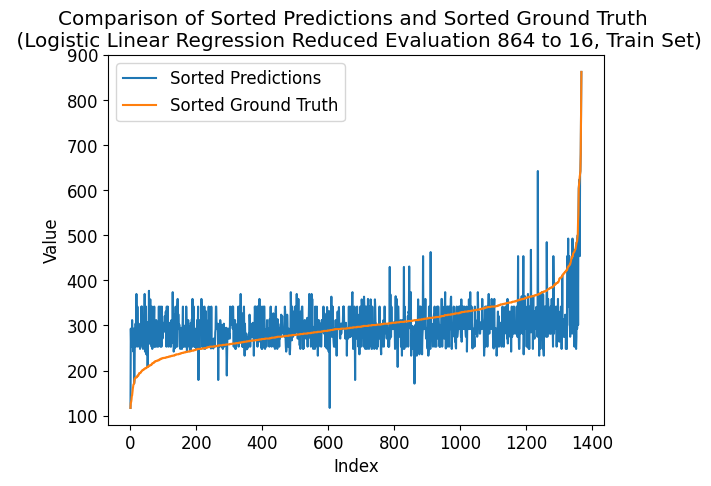 Comparison of Sorted Predictions and Sorted Ground Truth
(Logistic Linear Regression Reduced Evaluation 864 to 16, Train Set)
900
800
700
600
500
400
300
200
100
Value
Sorted Predictions
Sorted Ground Truth
0 200 400 600 800 1000 1200 1400
Index